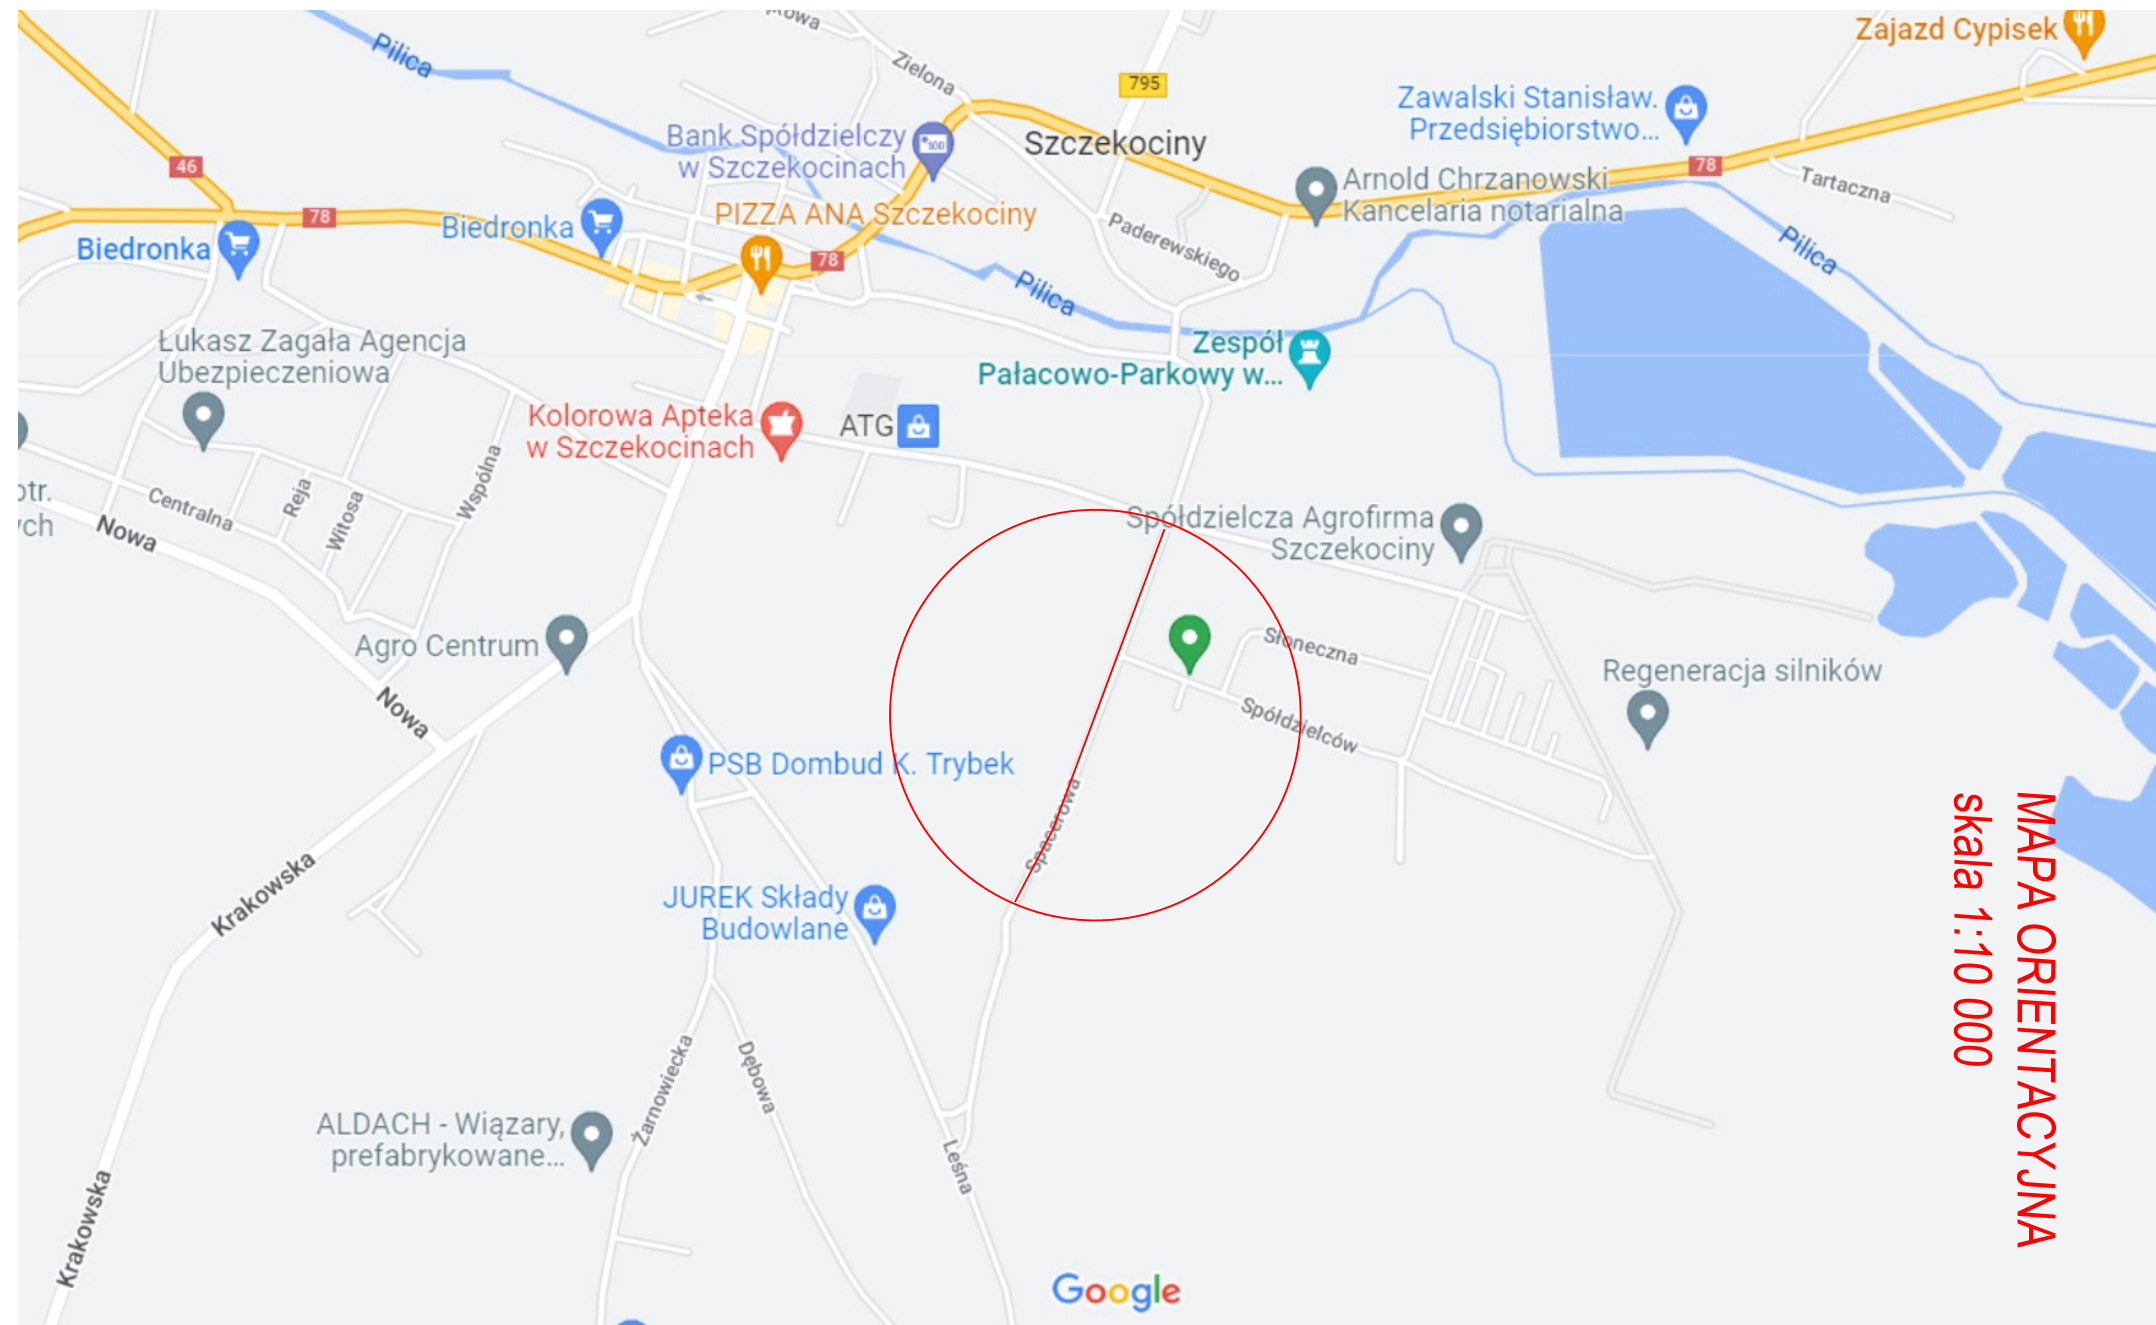 Pilica
Zielona
795
Zajazd Cypisek
Zawalski Stanisław.
Przedsiębiorstwo...
Bank Spółdzielczy
w Szczekocinach
Szczekociny
46
78
Arnold Chrzanowski
Kancelaria notarialna
Tartaczna
78
Biedronka
Biedronka
PIZZA ANA Szczekociny
78
Paderewskiego
Pilica
Pilica
Łukasz Zagała Agencja
Ubezpieczeniowa
Zespół
Pałacowo-Parkowy w...
Kolorowa Apteka
w Szczekocinach
ATG
Centralna
Reja
Witosa
Wspólna
Nowa
Spółdzielcza Agrofirma
Szczekociny
Agro Centrum
Słoneczna
Regeneracja silników
Nowa
Spółdzielców
PSB Dombud K. Trybek
Spacerowa
Krakowska
JUREK Składy
Budowlane
MAPA ORIENTACYJNA
skala 1:10 000
Żarnowiecka
Dębowa
ALDACH - Wiązary,
prefabrykowane...
Leśna
Krakowska
Google